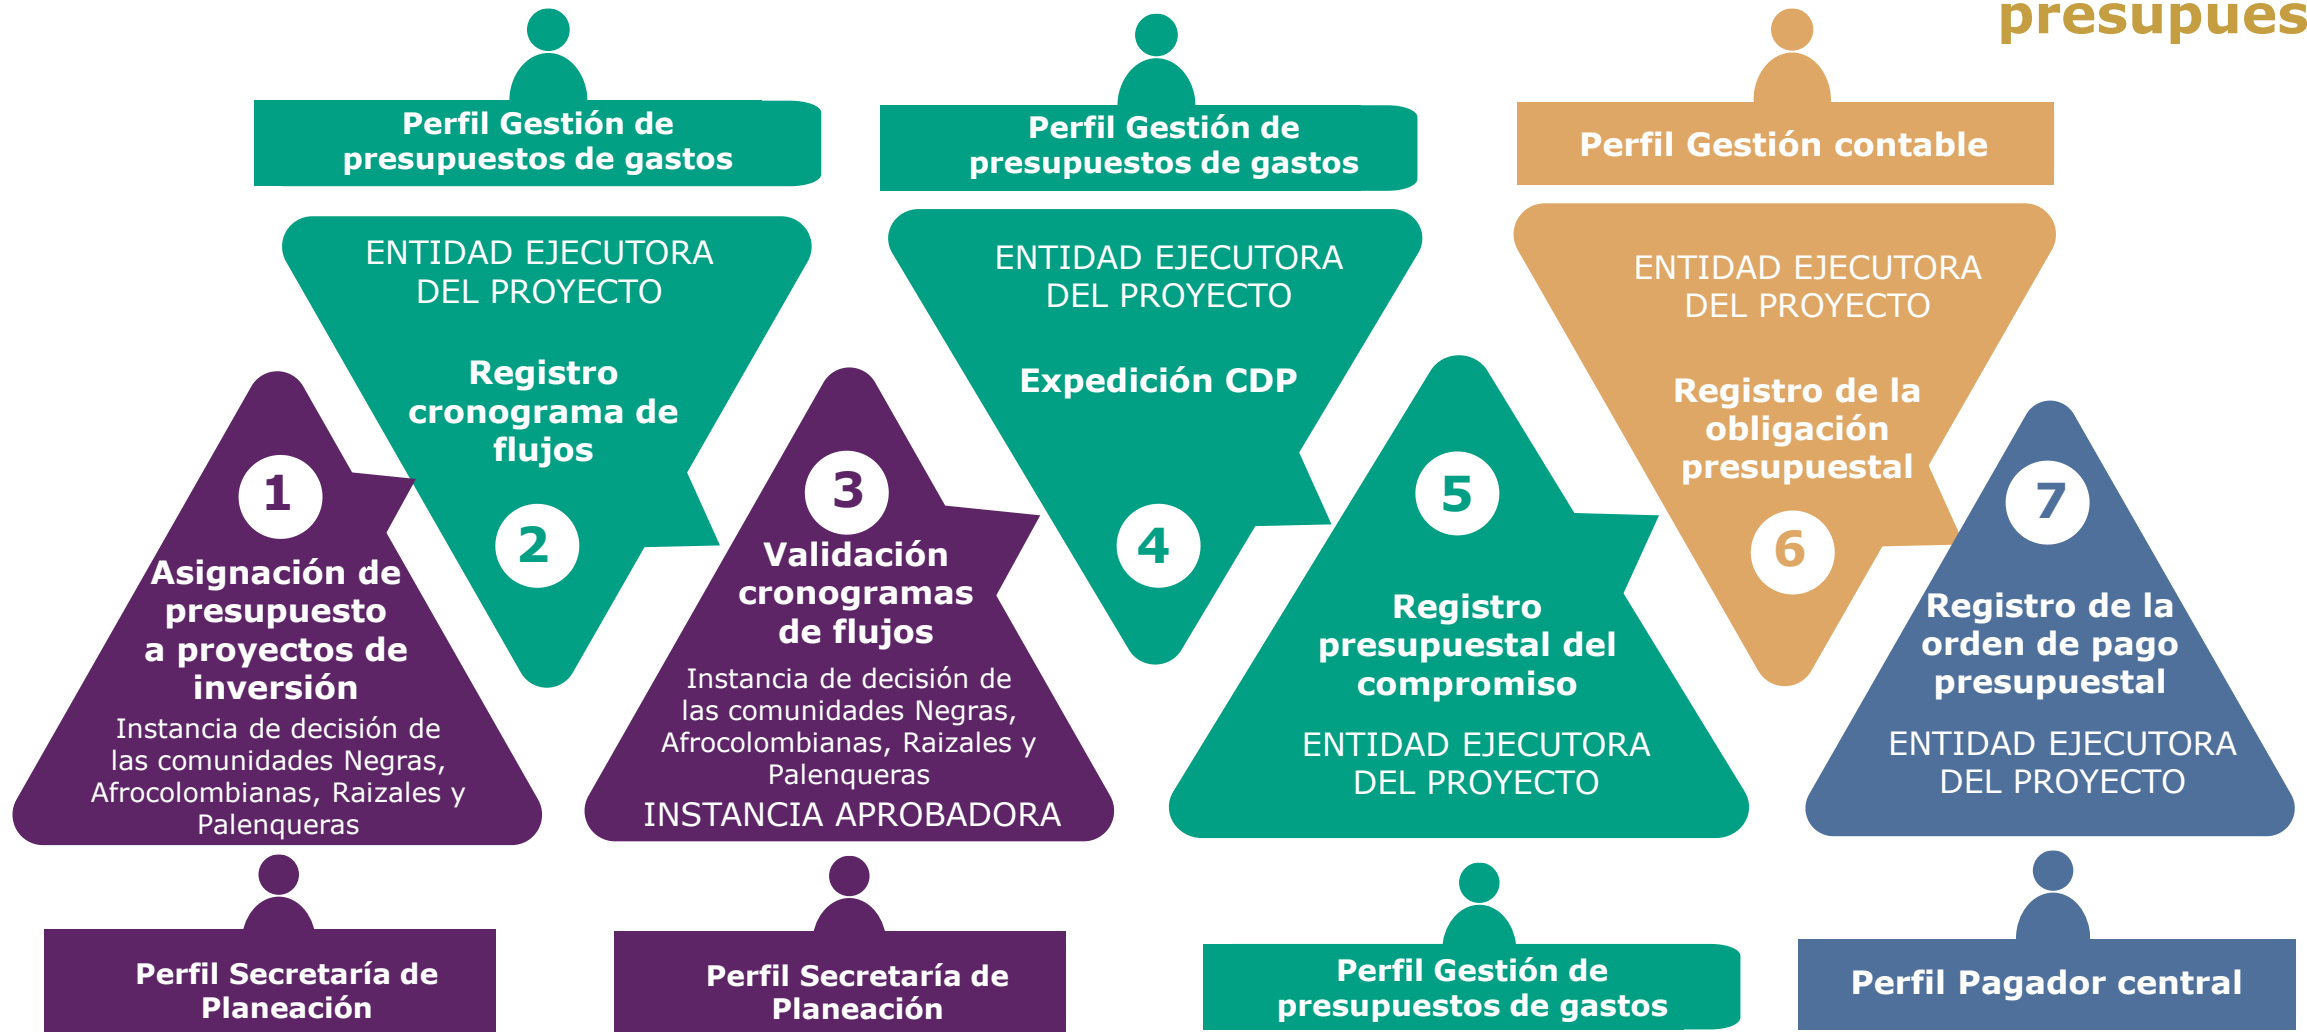 presupues
Perfil Gestión de
presupuestos de gastos
ENTIDAD EJECUTORA
DEL PROYECTO
Registro
cronograma de
flujos
2
Perfil Gestión de
presupuestos de gastos
ENTIDAD EJECUTORA
DEL PROYECTO
Expedición CDP
4
Perfil Gestión contable
ENTIDAD EJECUTORA
DEL PROYECTO
Registro de la
obligación
presupuestal
6
1
Asignación de
presupuesto
a proyectos de
inversión
Instancia de decisión de
las comunidades Negras,
Afrocolombianas, Raizales y
Palenqueras
Perfil Secretaría de
Planeación
3
Validación
cronogramas
de flujos
Instancia de decisión de
las comunidades Negras,
Afrocolombianas, Raizales y
Palenqueras
INSTANCIA APROBADORA
Perfil Secretaría de
Planeación
5
Registro
presupuestal del
compromiso
ENTIDAD EJECUTORA
DEL PROYECTO
Perfil Gestión de
presupuestos de gastos
7
Registro de la
orden de pago
presupuestal
ENTIDAD EJECUTORA
DEL PROYECTO
Perfil Pagador central